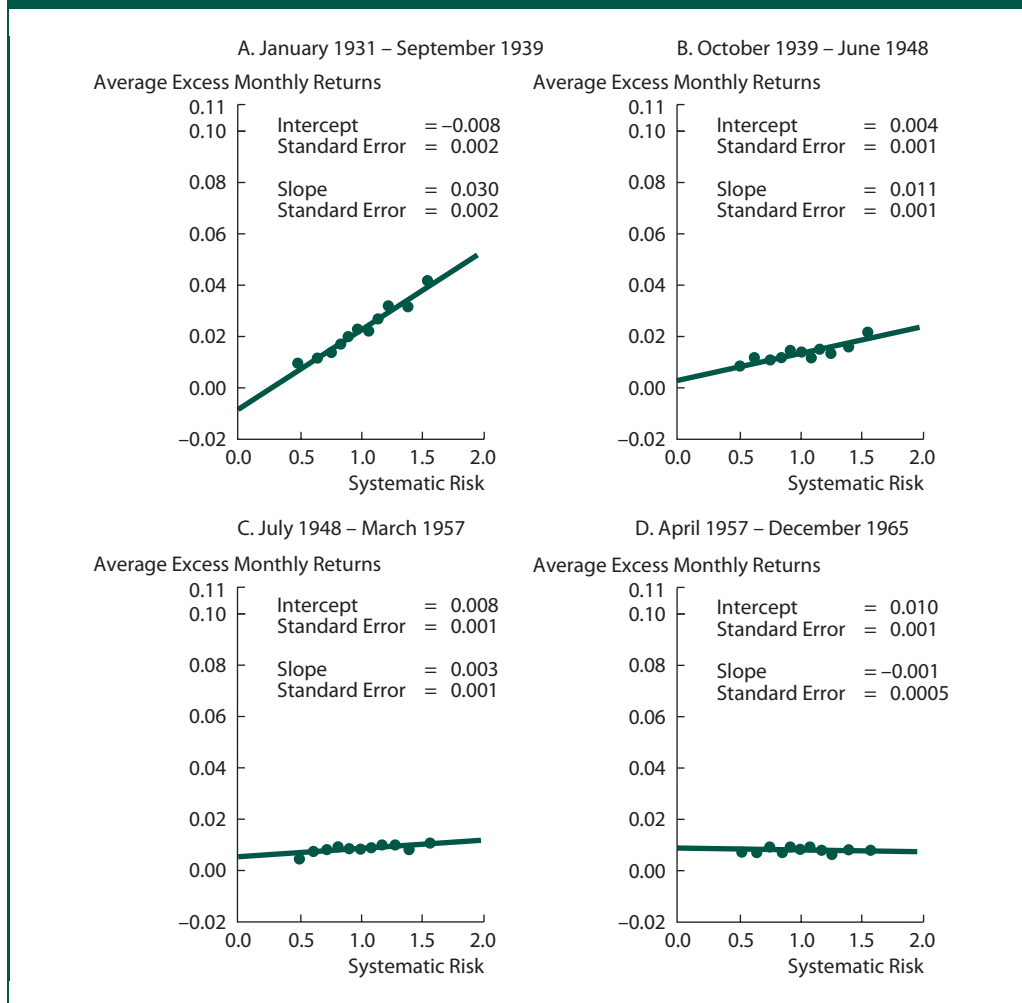 A. January 1931 – September 1939
Average Excess Monthly Returns
0.11
0.10
0.08
0.06
0.04
0.02
0.00
–0.02
Intercept = –0.008
Standard Error = 0.002
Slope = 0.030
Standard Error = 0.002
0.0 0.5 1.0 1.5 2.0
Systematic Risk
B. October 1939 – June 1948
Average Excess Monthly Returns
0.11
0.10
0.08
0.06
0.04
0.02
0.00
–0.02
Intercept = 0.004
Standard Error = 0.001
Slope = 0.011
Standard Error = 0.001
0.0 0.5 1.0 1.5 2.0
Systematic Risk
C. July 1948 – March 1957
Average Excess Monthly Returns
0.11
0.10
0.08
0.06
0.04
0.02
0.00
–0.02
Intercept = 0.008
Standard Error = 0.001
Slope = 0.003
Standard Error = 0.001
0.0 0.5 1.0 1.5 2.0
Systematic Risk
D. April 1957 – December 1965
Average Excess Monthly Returns
0.11
0.10
0.08
0.06
0.04
0.02
0.00
–0.02
Intercept = 0.010
Standard Error = 0.001
Slope = –0.001
Standard Error = 0.0005
0.0 0.5 1.0 1.5 2.0
Systematic Risk